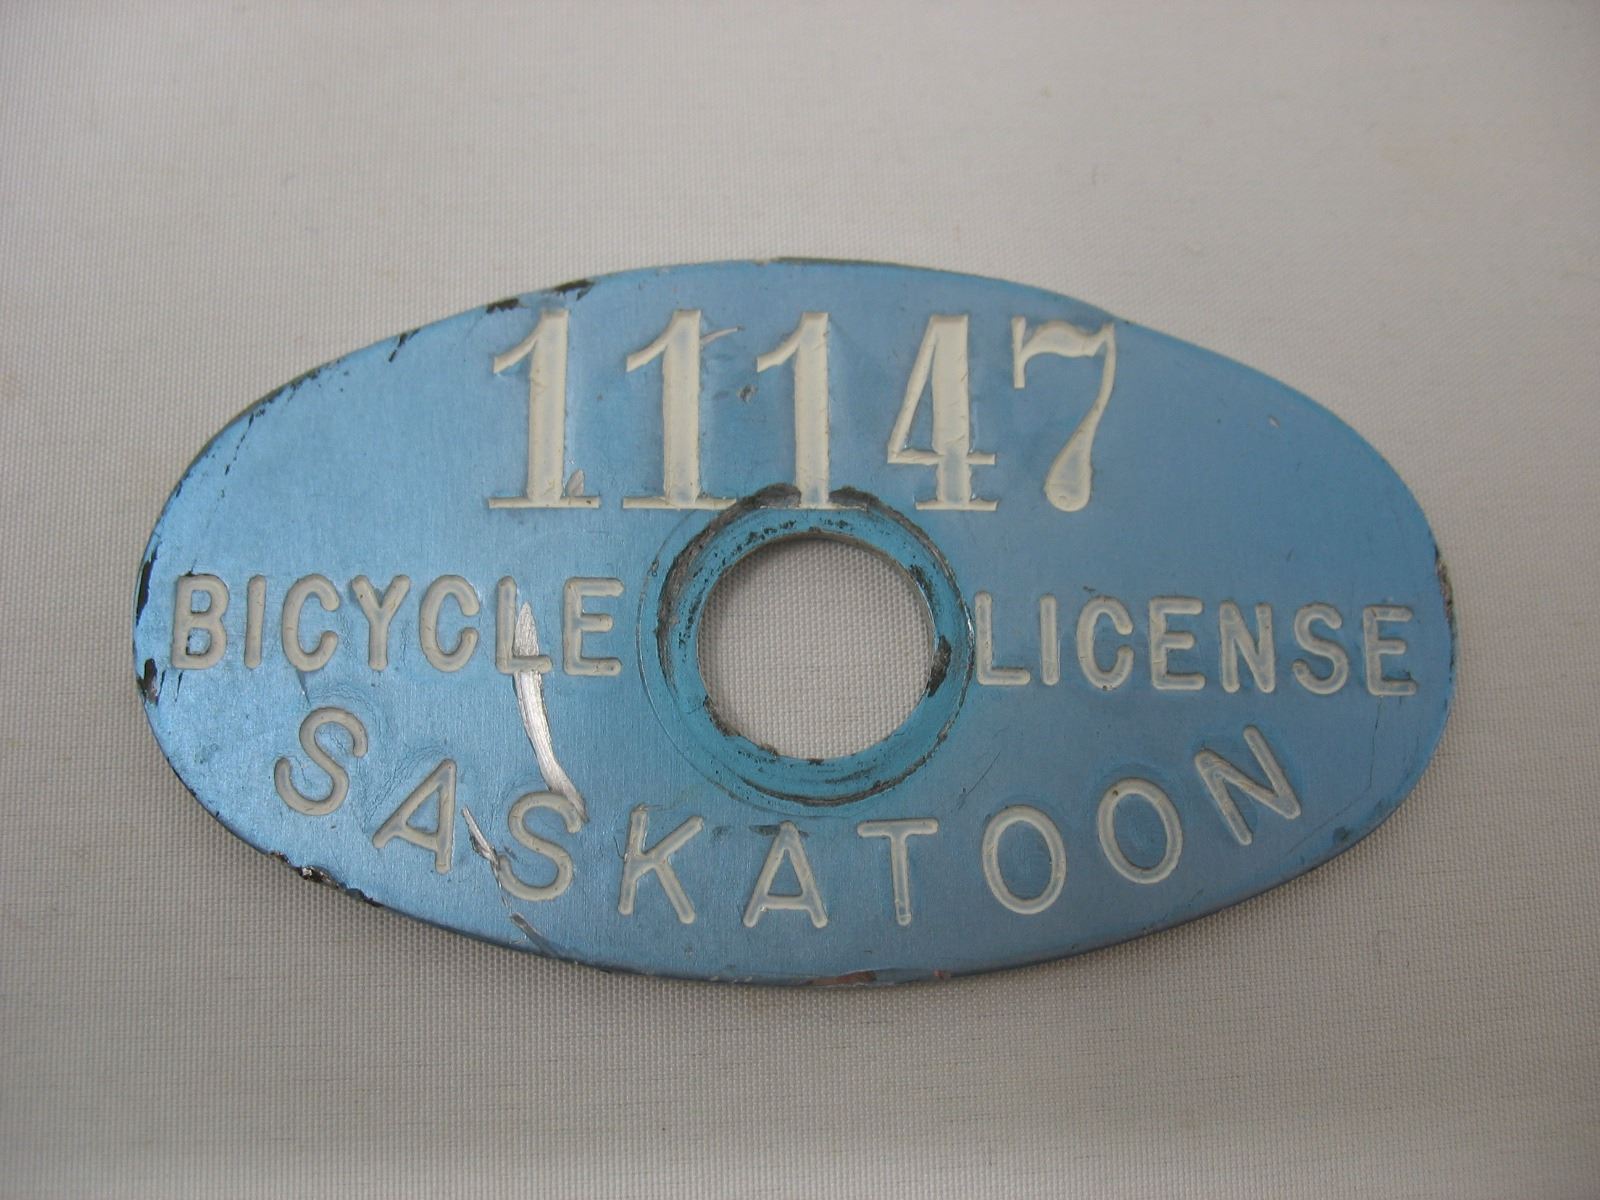 11147
BICYCLE LICENSE
SASKATOON